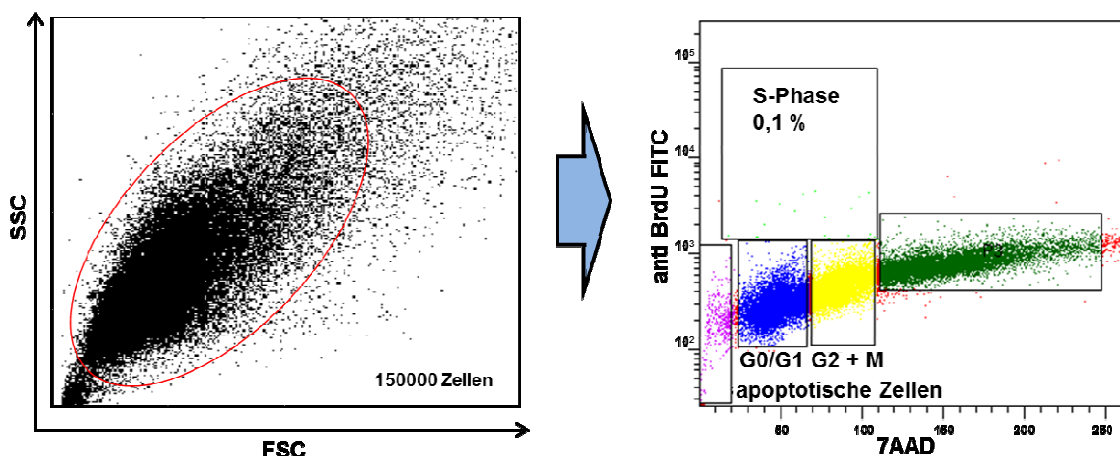 SSC
150000 Zellen
FSC
anti BrdU FITC
10⁵
10⁴
10³
10²
S-Phase
0,1 %
G0/G1 G2 + M
apoptotische Zellen
50 100 150 200 250
7AAD